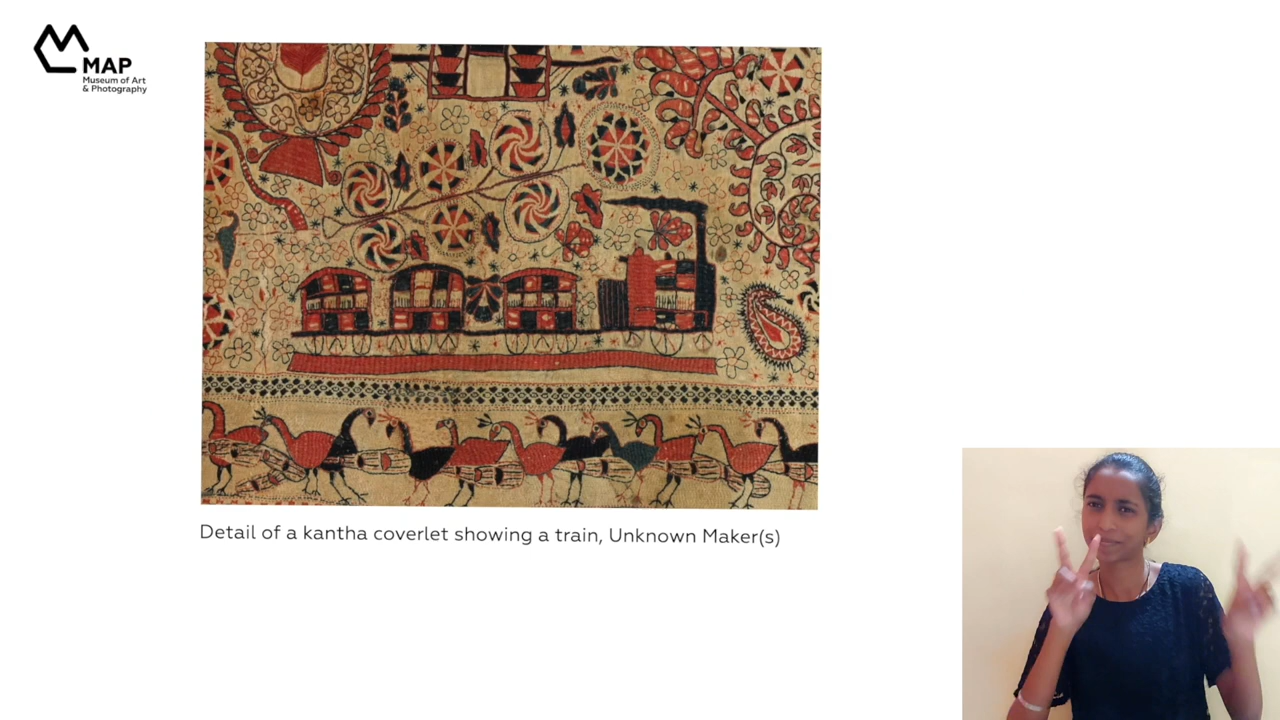 MAP
Museum of Art
& Photography
Detail of a kantha coverlet showing a train, Unknown Maker(s)